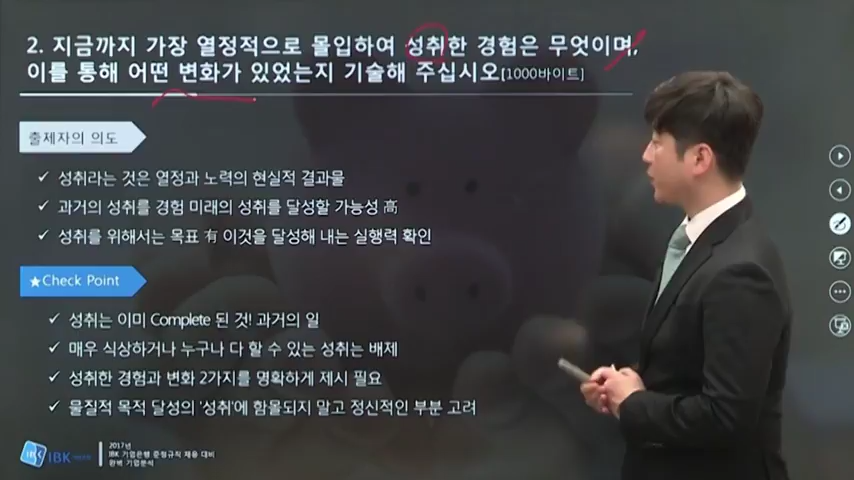 2. 지금까지 가장 열정적으로 몰입하여 성취한 경험은 무엇이며,
이를 통해 어떤 변화가 있었는지 기술해 주십시오[1000바이트]
출제자의 의도
✓ 성취라는 것은 열정과 노력의 현실적 결과물
✓ 과거의 성취를 경험 미래의 성취를 달성할 가능성 高
✓ 성취를 위해서는 목표 有 이것을 달성해 내는 실행력 확인
★Check Point
✓ 성취는 이미 Complete 된 것! 과거의 일
✓ 매우 식상하거나 누구나 다 할 수 있는 성취는 배제
✓ 성취한 경험과 변화 2가지를 명확하게 제시 필요
✓ 물질적 목적 달성의 '성취'에 함몰되지 말고 정신적인 부분 고려
IBK
2017년
IBK 기업은행 준정규직 채용 대비
완벽 기업분석